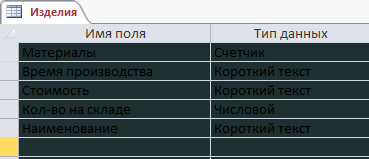 Изделия
Имя поля Тип данных
Материалы Счетчик
Время производства Короткий текст
Стоимость Короткий текст
Кол-во на складе Числовой
Наименование Короткий текст